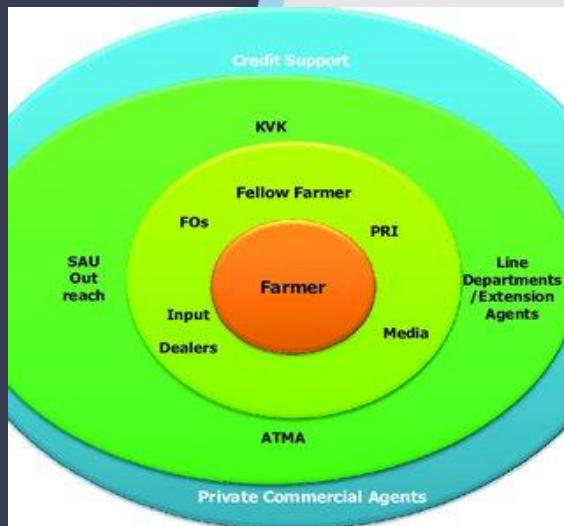 Credit Support
KVK
Fellow Farmer
FOs
PRI
SAU
Out
reach
Farmer
Line
Departments
/Extension
Agents
Input
Dealers
Media
ATMA
Private Commercial Agents